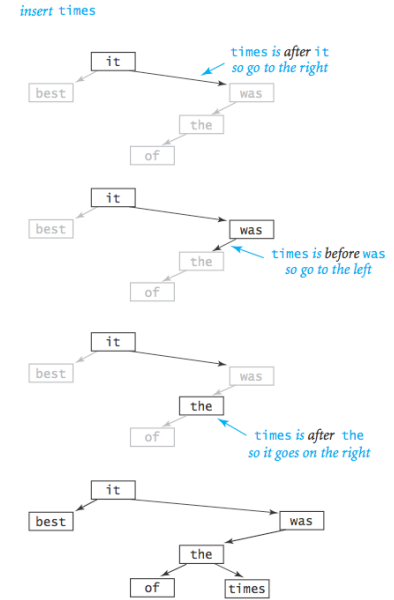 insert times
it
times is after it
so go to the right
best
was
the
of
it
best
was
times is before was
so go to the left
the
of
it
best
was
the
of
times is after the
so it goes on the right
it
best
was
the
of
times